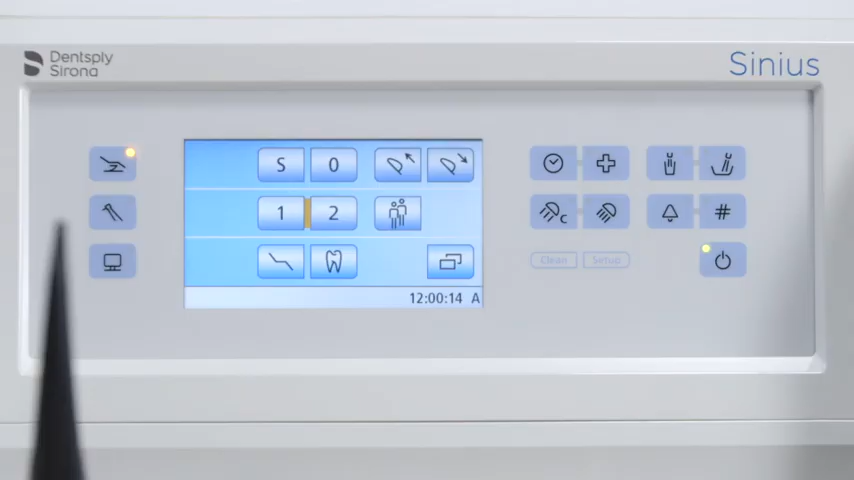 Dentsply
Sirona
Sinius
S 0
1 2
C
#
Clean Setup
12:00:14 A